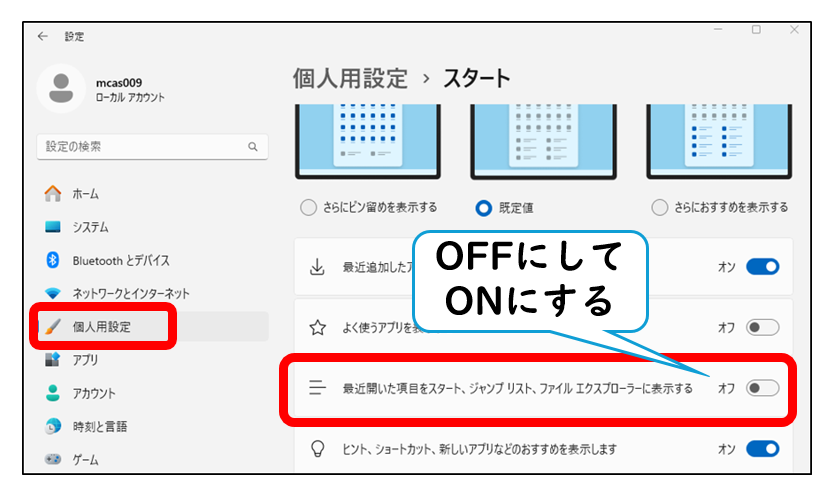 ← 設定
mcas009
ローカル アカウント
設定の検索
ホーム
システム
Bluetooth とデバイス
ネットワークとインターネット
個人用設定
アプリ
アカウント
時刻と言語
ゲーム
個人用設定 › スタート
さらにピン留めを表示する
既定値
さらにおすすめを表示する
最近追加した
オン
よく使うアプリを
オフ
最近開いた項目をスタート、ジャンプ リスト、ファイル エクスプローラーに表示する
オフ
ヒント、ショートカット、新しいアプリなどのおすすめを表示します
オン
OFFにして
ONにする